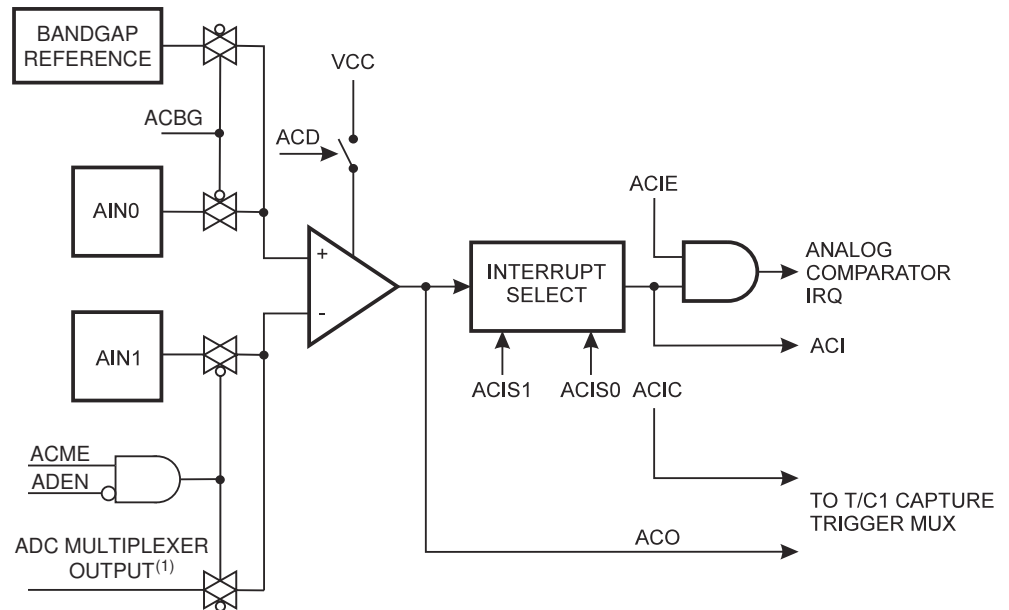 BANDGAP
REFERENCE
VCC
ACBG
ACD
AIN0
ACIE
+
INTERRUPT
SELECT
ANALOG
COMPARATOR
IRQ
-
AIN1
ACI
ACIS1
ACIS0
ACIC
ACME
ADEN
TO T/C1 CAPTURE
TRIGGER MUX
ADC MULTIPLEXER
OUTPUT(1)
ACO